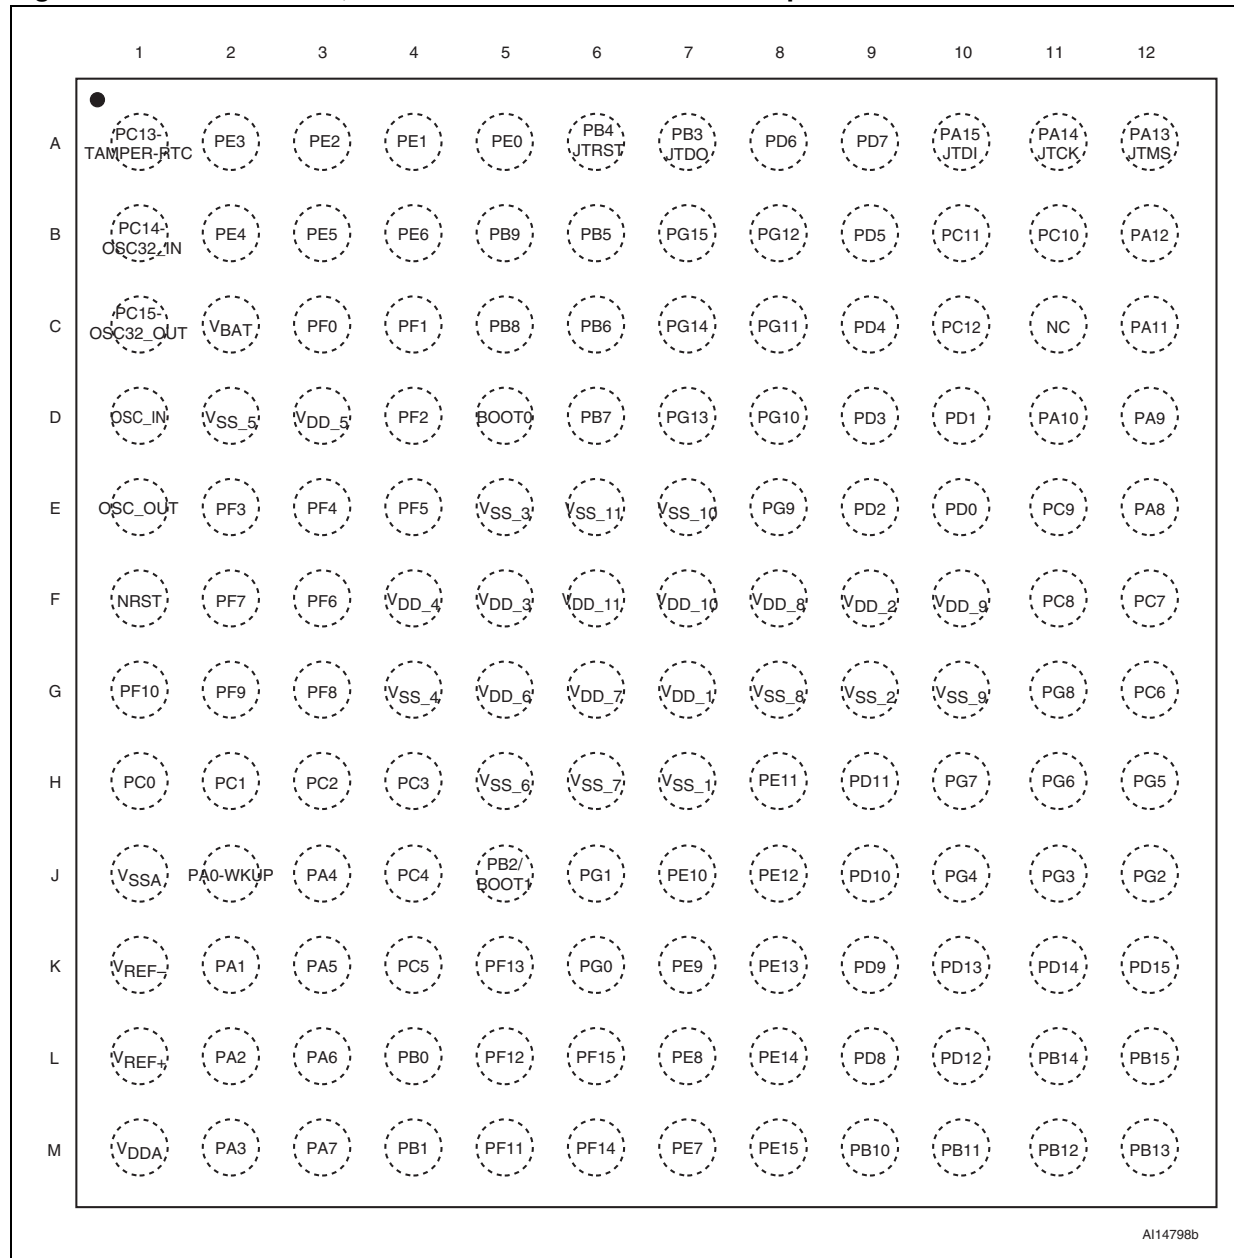 1 2 3 4 5 6 7 8 9 10 11 12
A PC13-TAMPER-RTC PE3 PE2 PE1 PE0 PB4 JTRST PB3 JTDO PD6 PD7 PA15 JTDI PA14 JTCK PA13 JTMS
B PC14-OSC32_IN PE4 PE5 PE6 PB9 PB5 PG15 PG12 PD5 PC11 PC10 PA12
C PC15-OSC32_OUT VBAT PF0 PF1 PB8 PB6 PG14 PG11 PD4 PC12 NC PA11
D OSC_IN VSS_5 VDD_5 PF2 BOOT0 PB7 PG13 PG10 PD3 PD1 PA10 PA9
E OSC_OUT PF3 PF4 PF5 VSS_3 VSS_11 VSS_10 PG9 PD2 PD0 PC9 PA8
F NRST PF7 PF6 VDD_4 VDD_3 VDD_11 VDD_10 VDD_8 VDD_2 VDD_9 PC8 PC7
G PF10 PF9 PF8 VSS_4 VDD_6 VDD_7 VDD_1 VSS_8 VSS_2 VSS_9 PG8 PC6
H PC0 PC1 PC2 PC3 VSS_6 VSS_7 VSS_1 PE11 PD11 PG7 PG6 PG5
J VSSA PA0-WKUP PA4 PC4 PB2/BOOT1 PG1 PE10 PE12 PD10 PG4 PG3 PG2
K VREF– PA1 PA5 PC5 PF13 PG0 PE9 PE13 PD9 PD13 PD14 PD15
L VREF+ PA2 PA6 PB0 PF12 PF15 PE8 PE14 PD8 PD12 PB14 PB15
M VDDA PA3 PA7 PB1 PF11 PF14 PE7 PE15 PB10 PB11 PB12 PB13
AI14798b